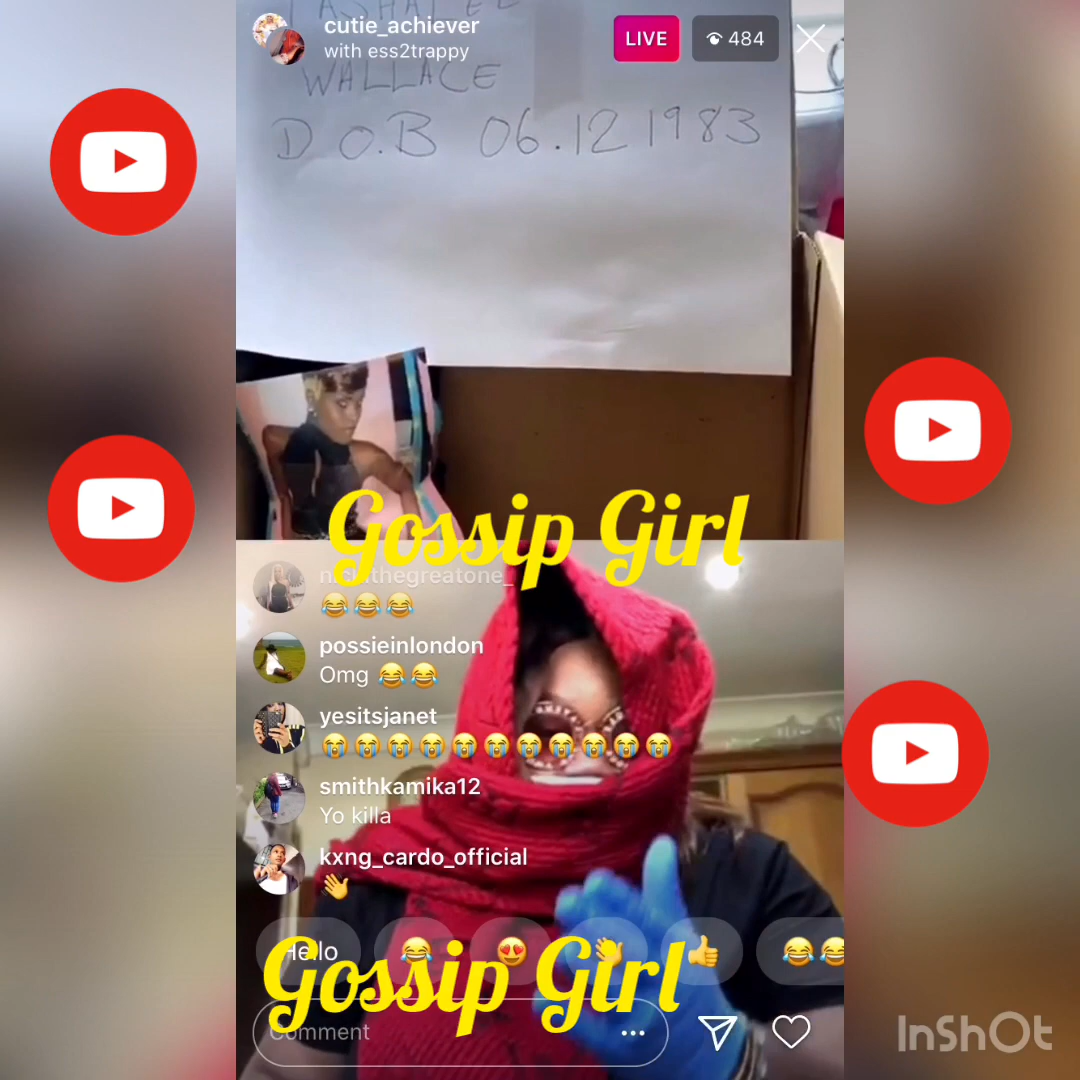 cutie_achiever
with ess2trappy
LIVE
484
WALLACE
D O.B 06.12 1983
Gossip Girl
😂😂😂
possieinlondon
Omg 😂😂
yesitsjanet
😭😭😭😭😭😭😭😭😭😭😭
smithkamika12
Yo killa
kxng_cardo_official
👋
Hello 😂 😍 👋 👍 😂😂
Gossip Girl
Comment
InShOt